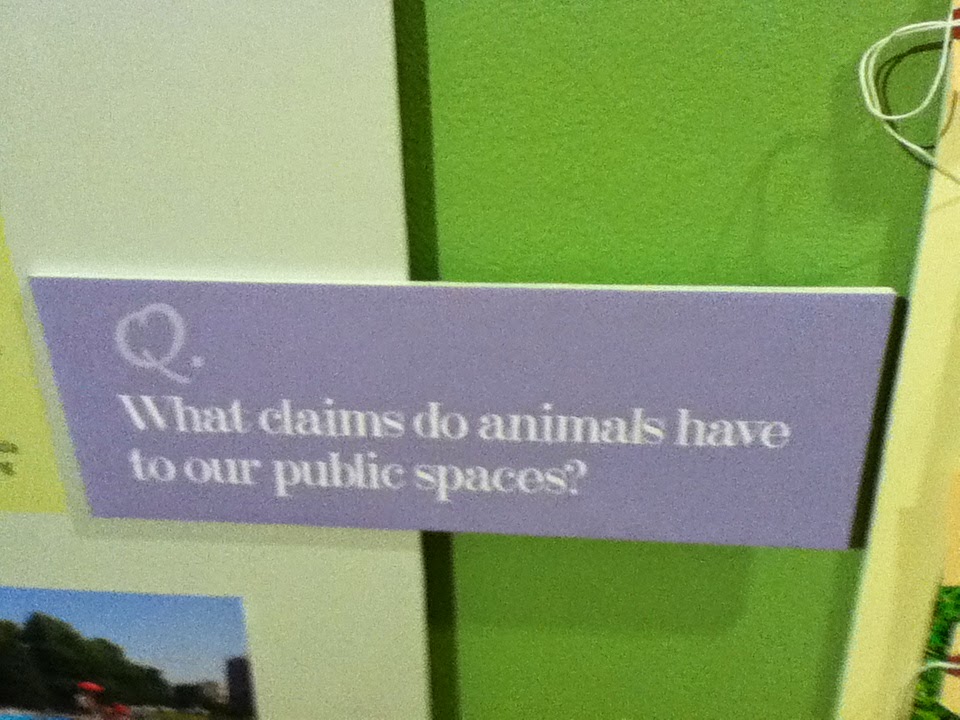 Q.
What claims do animals have
to our public spaces?